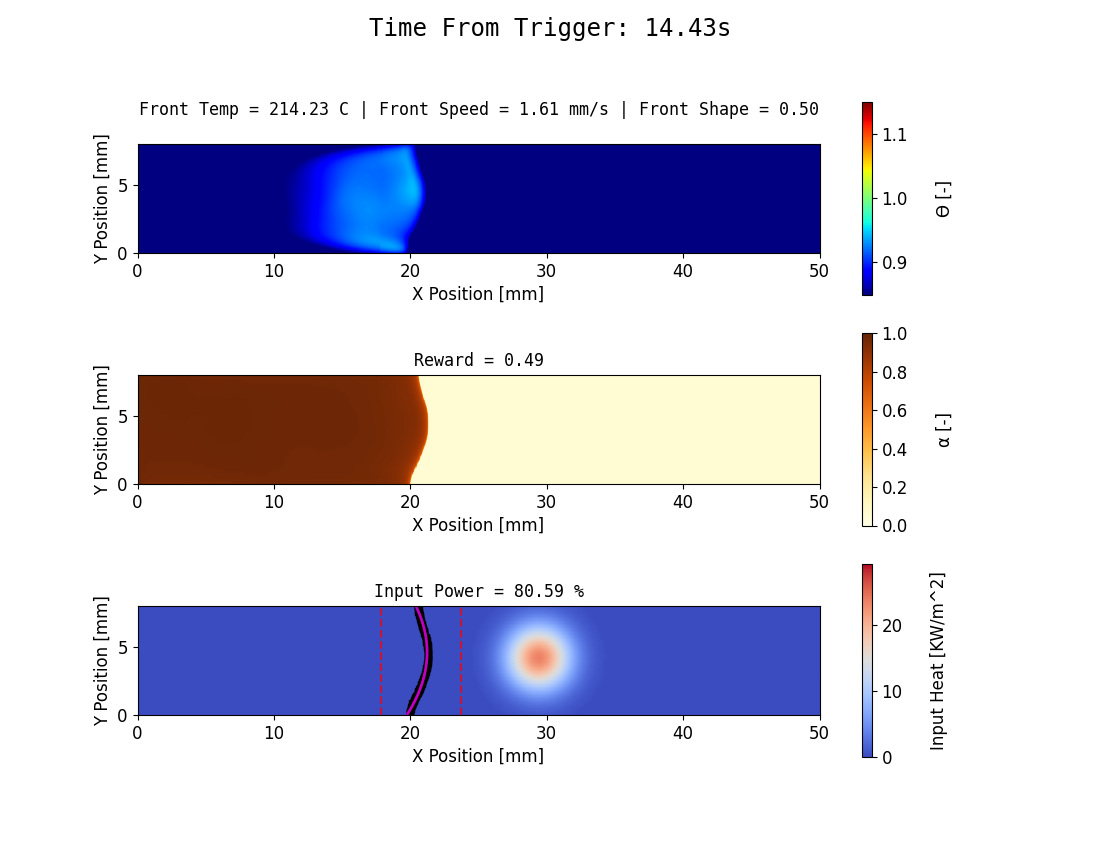 Time From Trigger: 14.43s
Front Temp = 214.23 C | Front Speed = 1.61 mm/s | Front Shape = 0.50
Y Position [mm]
5
0
0 10 20 30 40 50
X Position [mm]
1.1
1.0
0.9
Θ [-]
Reward = 0.49
Y Position [mm]
5
0
0 10 20 30 40 50
X Position [mm]
1.0
0.8
0.6
0.4
0.2
0.0
α [-]
Input Power = 80.59 %
Y Position [mm]
5
0
0 10 20 30 40 50
X Position [mm]
20
10
0
Input Heat [KW/m^2]